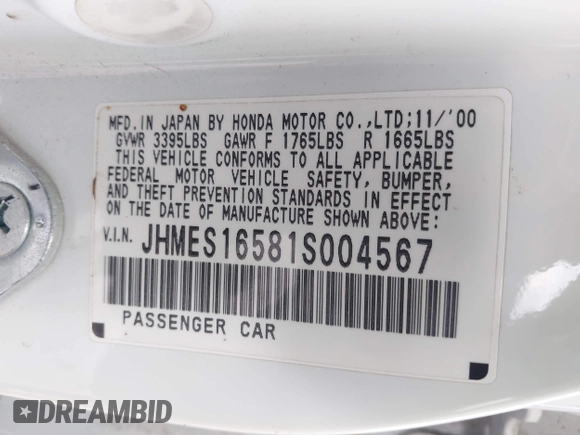 MFD.IN JAPAN BY HONDA MOTOR CO.,LTD;11/'00
GVWR 3395LBS GAWR F 1765LBS R 1665LBS
THIS VEHICLE CONFORMS TO ALL APPLICABLE
FEDERAL MOTOR VEHICLE SAFETY, BUMPER,
AND THEFT PREVENTION STANDARDS IN EFFECT
ON THE DATE OF MANUFACTURE SHOWN ABOVE:
V.I.N. JHMES16581S004567
PASSENGER CAR
DREAMBID